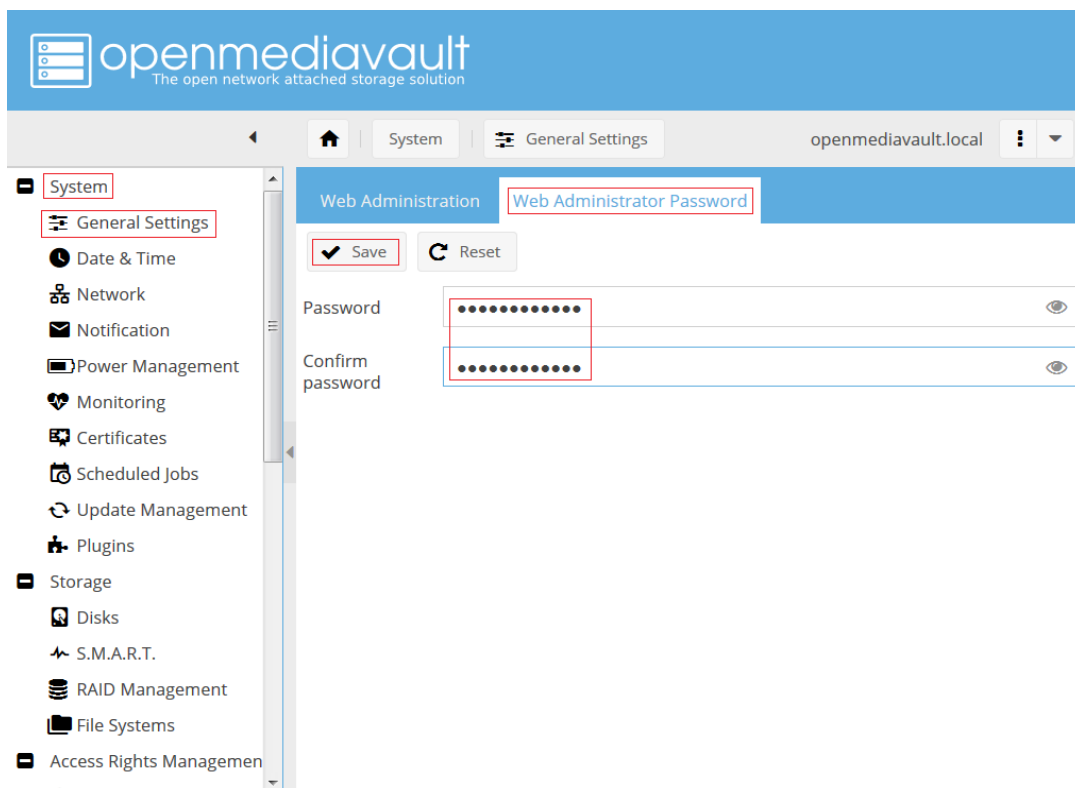 openmediavault
The open network attached storage solution
System
General Settings
openmediavault.local
System
General Settings
Date & Time
Network
Notification
Power Management
Monitoring
Certificates
Scheduled Jobs
Update Management
Plugins
Storage
Disks
S.M.A.R.T.
RAID Management
File Systems
Access Rights Managemen
Web Administration
Web Administrator Password
Save
Reset
Password
●●●●●●●●●●●●
Confirm
password
●●●●●●●●●●●●